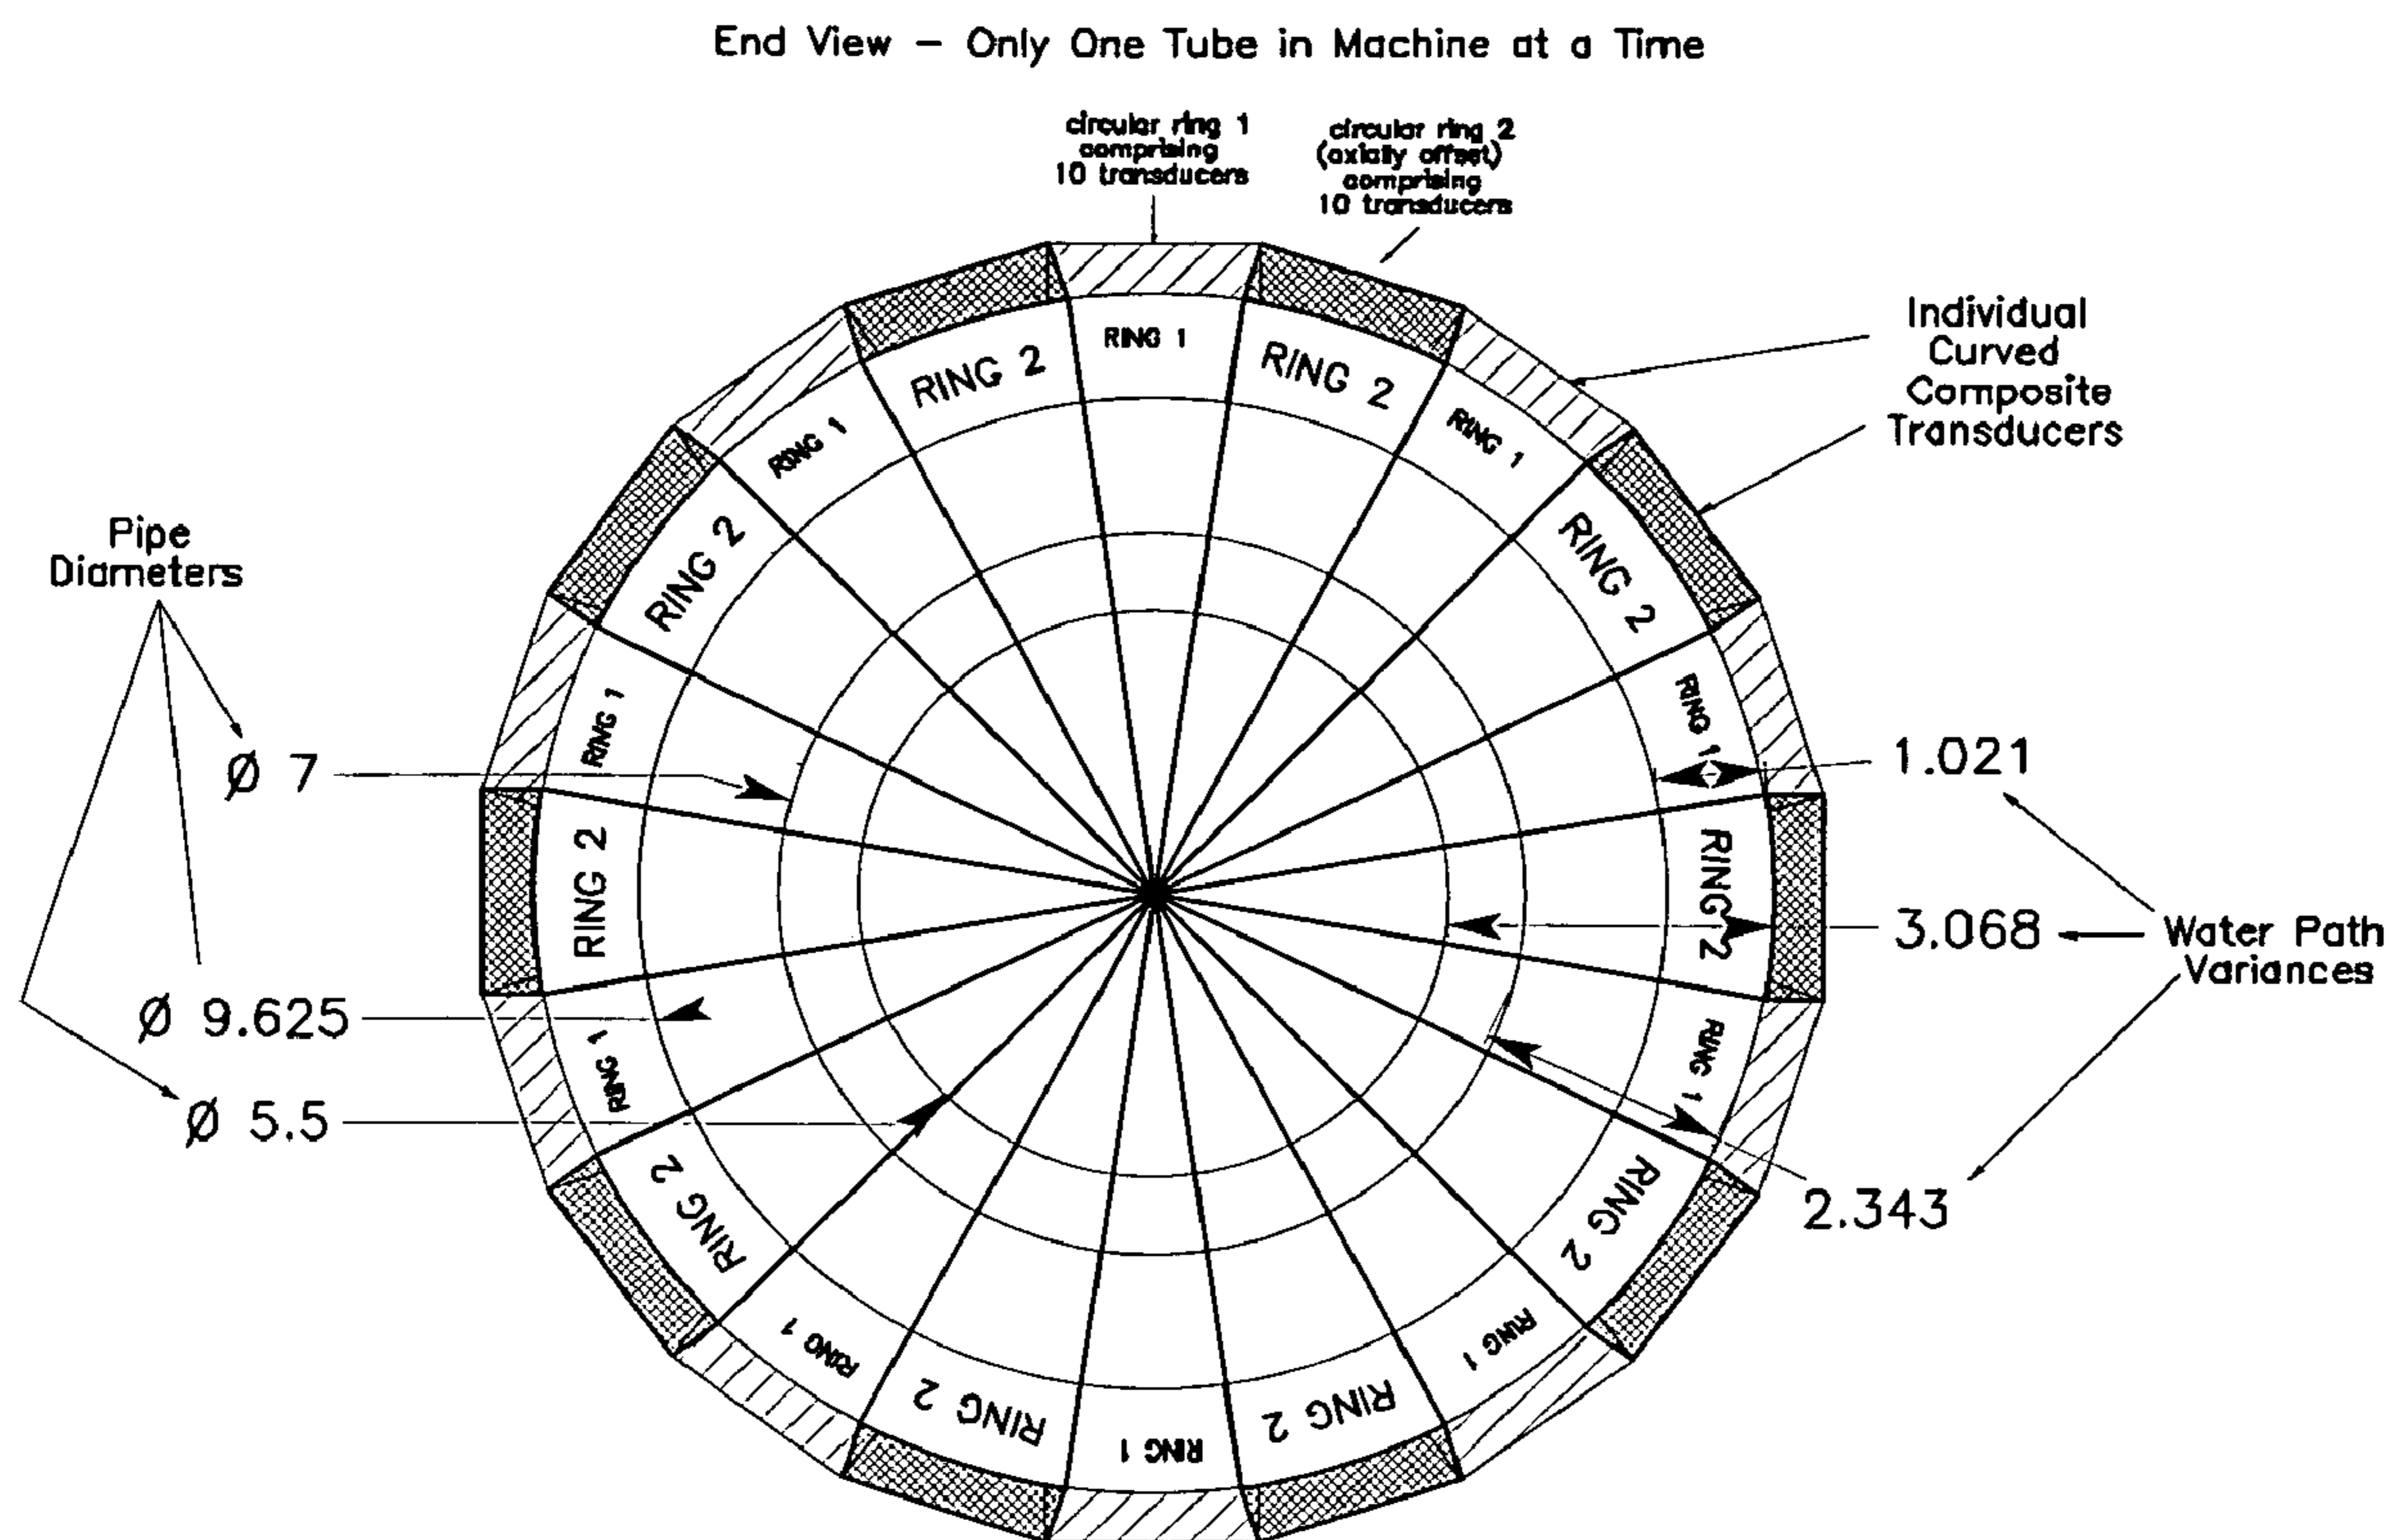 End View – Only One Tube in Machine at a Time
circular ring 1
comprising
10 transducers
circular ring 2
(axially offset)
comprising
10 transducers
Individual
Curved
Composite
Transducers
Pipe
Diameters
Ø 7
Ø 9.625
Ø 5.5
1.021
3.068
2.343
Water Path
Variances
RING 1
RING 2
RING 1
RING 2
RING 1
RING 2
RING 1
RING 2
RING 1
RING 2
RING 1
RING 2
RING 1
RING 2
RING 1
RING 2
RING 1
RING 2
RING 1
RING 2